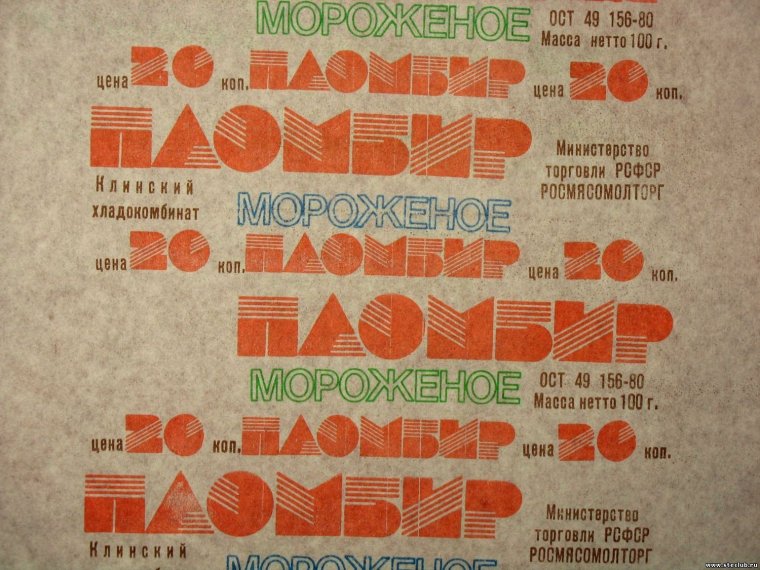 МОРОЖЕНОЕ ОСТ 49 156-80
Масса нетто 100 г.
цена 20 коп. ПЛОМБИР цена 20 коп.
ПЛОМБИР
Министерство
торговли РСФСР
РОСМЯСОМОЛТОРГ
Клинский
хладокомбинат
МОРОЖЕНОЕ
цена 20 коп. ПЛОМБИР цена 20 коп.
ПЛОМБИР
МОРОЖЕНОЕ ОСТ 49 156-80
Масса нетто 100 г.
цена 20 коп. ПЛОМБИР цена 20 коп.
ПЛОМБИР
Министерство
торговли РСФСР
РОСМЯСОМОЛТОРГ
Клинский
МОРОЖЕНОЕ
www.steclub.ru